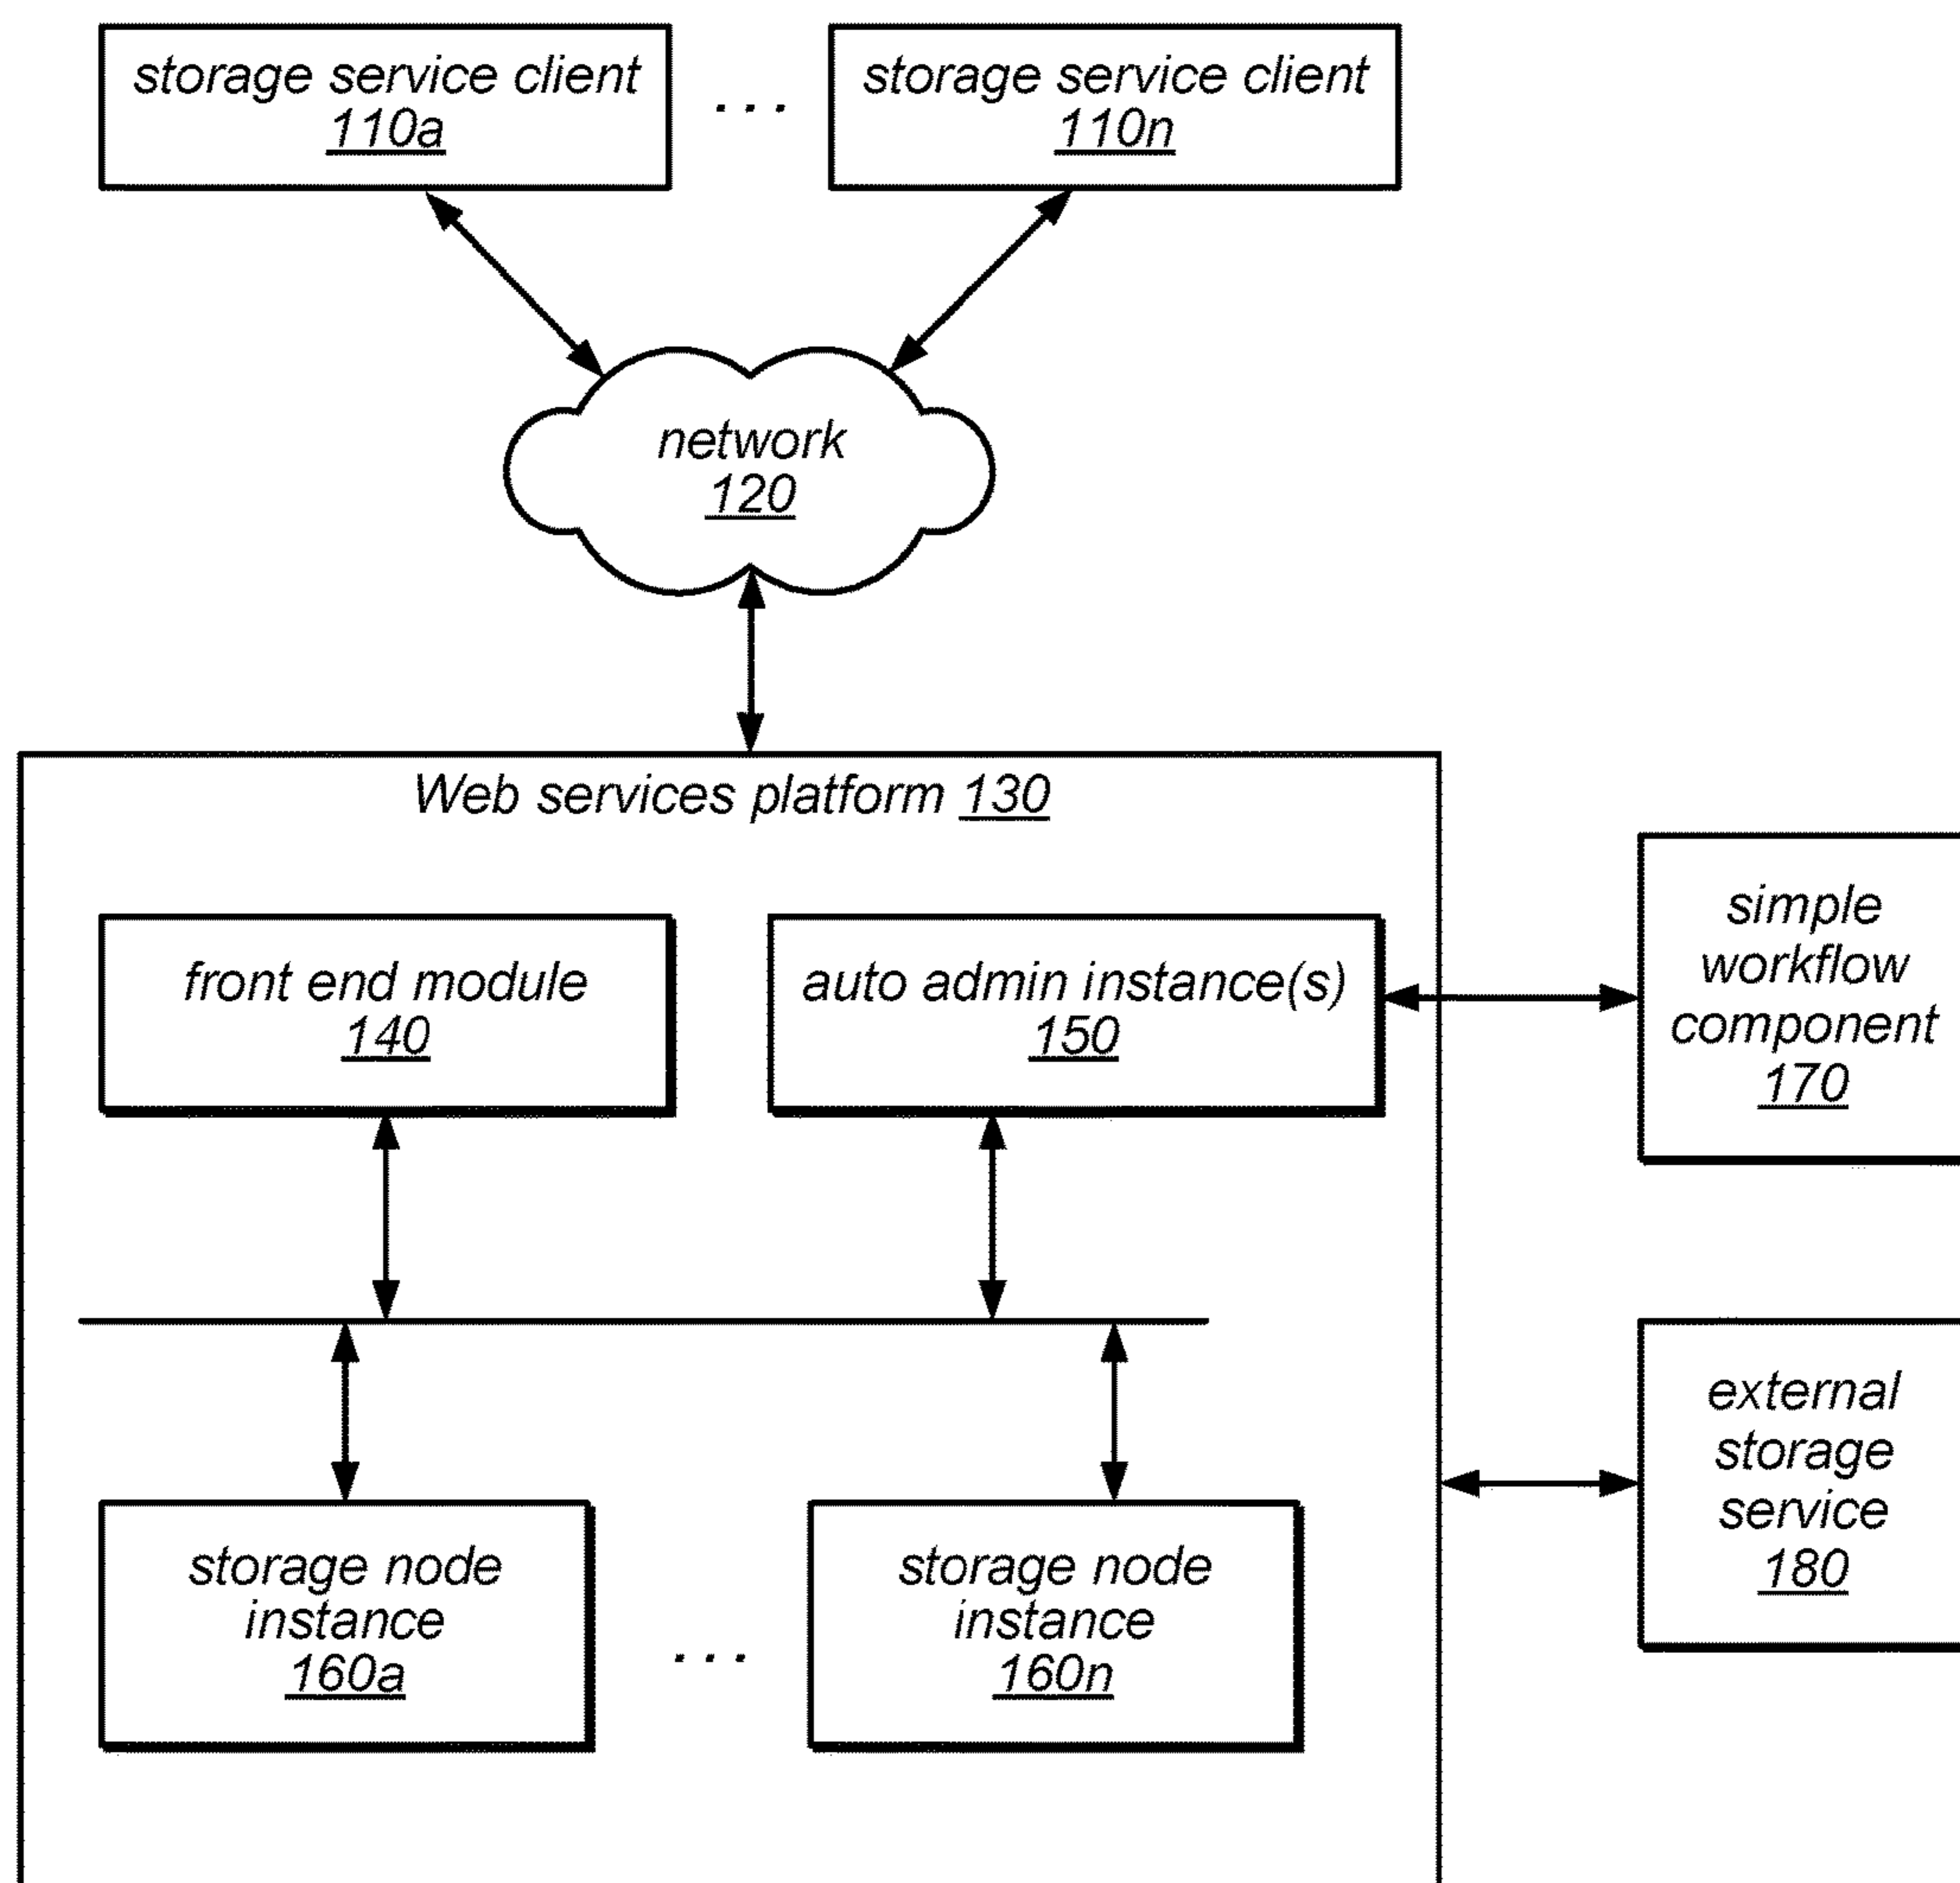 storage service client
110a
. . .
storage service client
110n
network
120
Web services platform 130
front end module
140
auto admin instance(s)
150
simple
workflow
component
170
external
storage
service
180
storage node
instance
160a
. . .
storage node
instance
160n